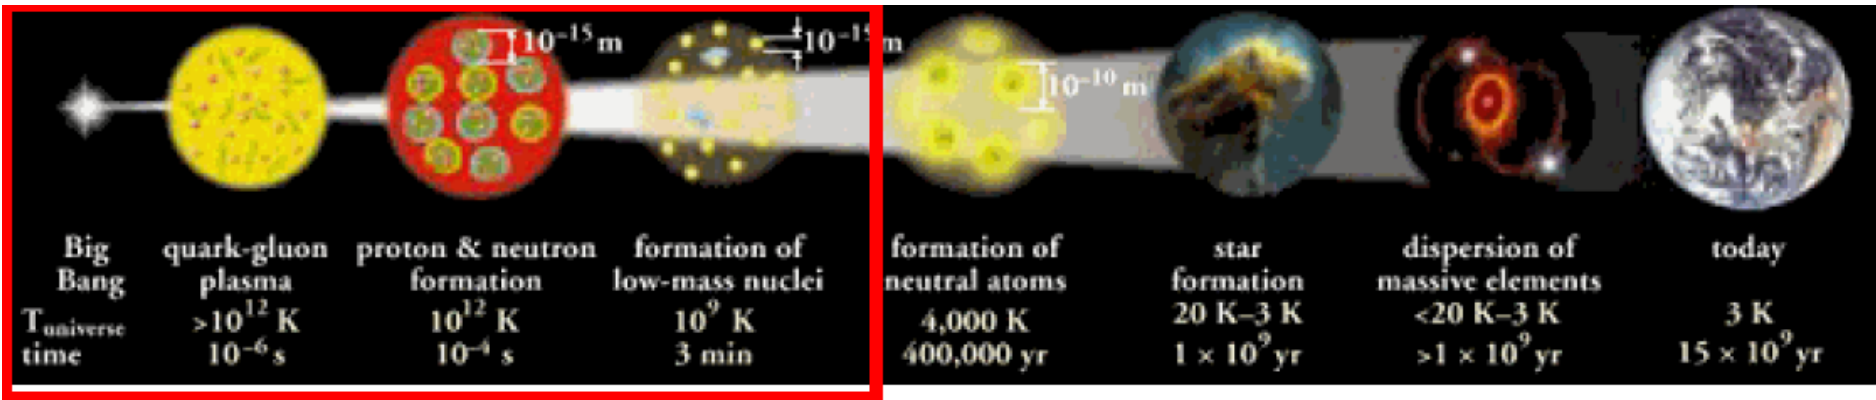 10⁻¹⁵ m
10⁻¹⁵ m
10⁻¹⁰ m
Big Bang
quark-gluon plasma
proton & neutron formation
formation of low-mass nuclei
formation of neutral atoms
star formation
dispersion of massive elements
today
Tuniverse >10¹² K 10¹² K 10⁹ K 4,000 K 20 K–3 K <20 K–3 K 3 K
time 10⁻⁶ s 10⁻⁴ s 3 min 400,000 yr 1 × 10⁹ yr >1 × 10⁹ yr 15 × 10⁹ yr